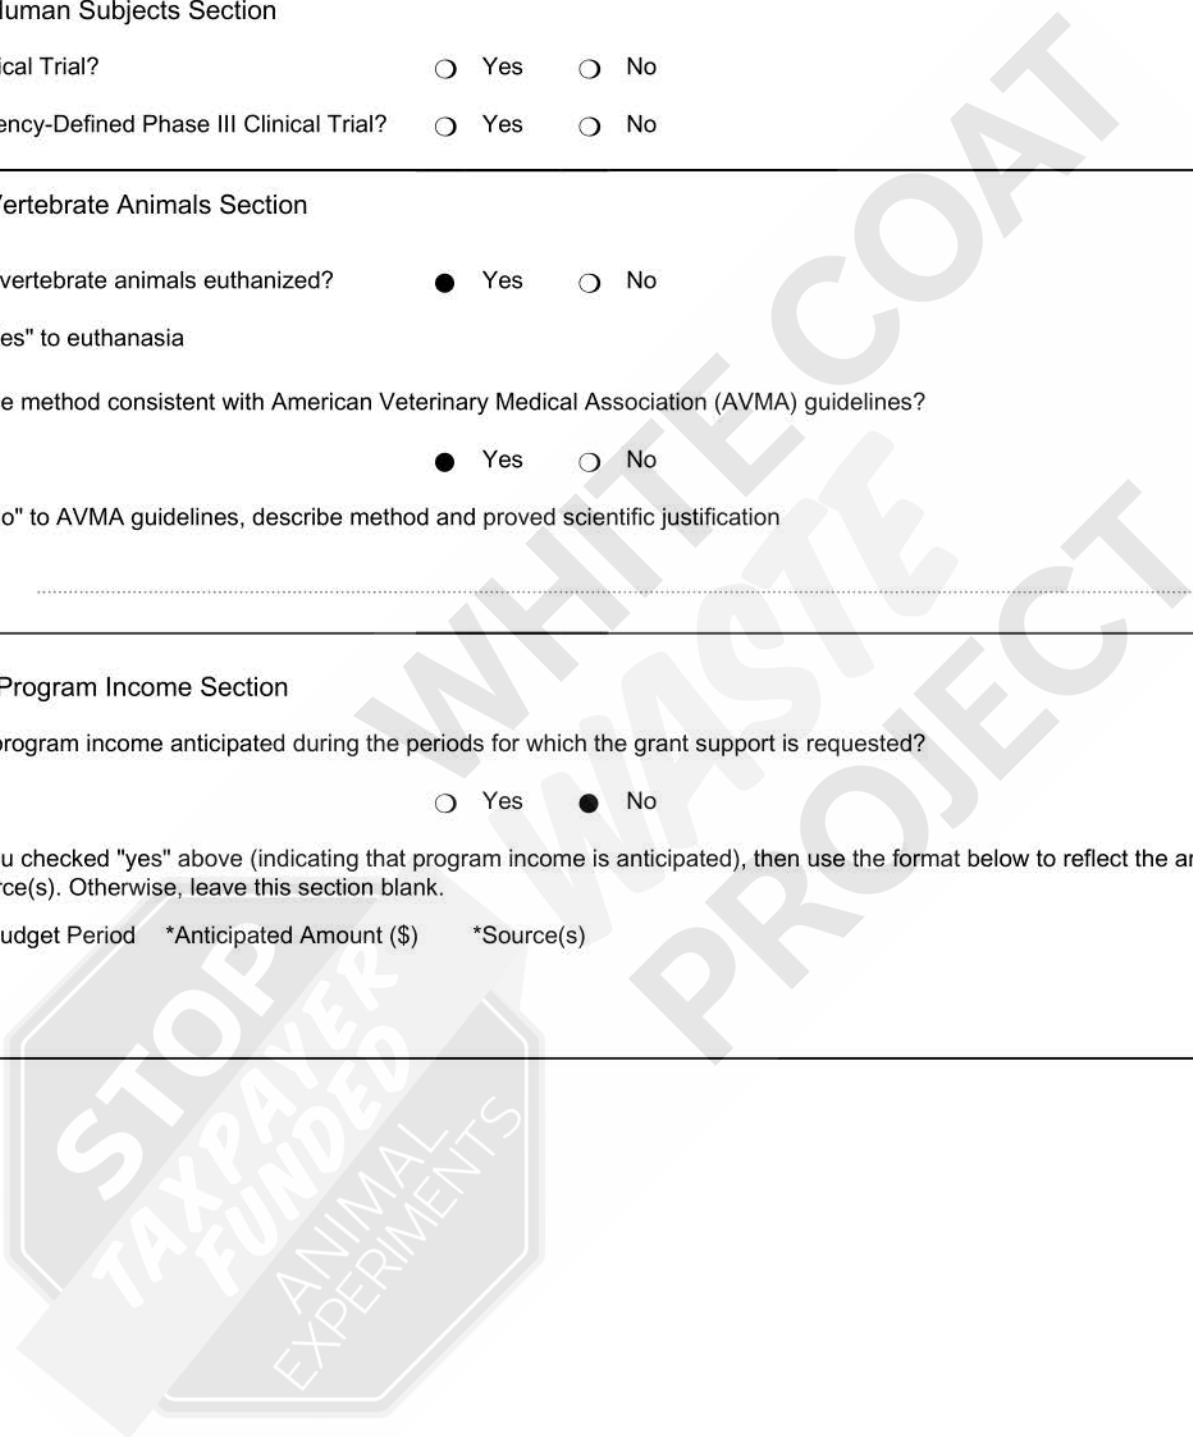 uman Subjects Section
ical Trial? Yes No
ency-Defined Phase III Clinical Trial? Yes No
ertebrate Animals Section
vertebrate animals euthanized? Yes No
es" to euthanasia
e method consistent with American Veterinary Medical Association (AVMA) guidelines?
Yes No
o" to AVMA guidelines, describe method and proved scientific justification
Program Income Section
program income anticipated during the periods for which the grant support is requested?
Yes No
u checked "yes" above (indicating that program income is anticipated), then use the format below to reflect the a
rce(s). Otherwise, leave this section blank.
udget Period *Anticipated Amount ($) *Source(s)
WHITE COAT
WASTE
PROJECT
STOP
TAXPAYER
FUNDED
ANIMAL
EXPERIMENTS